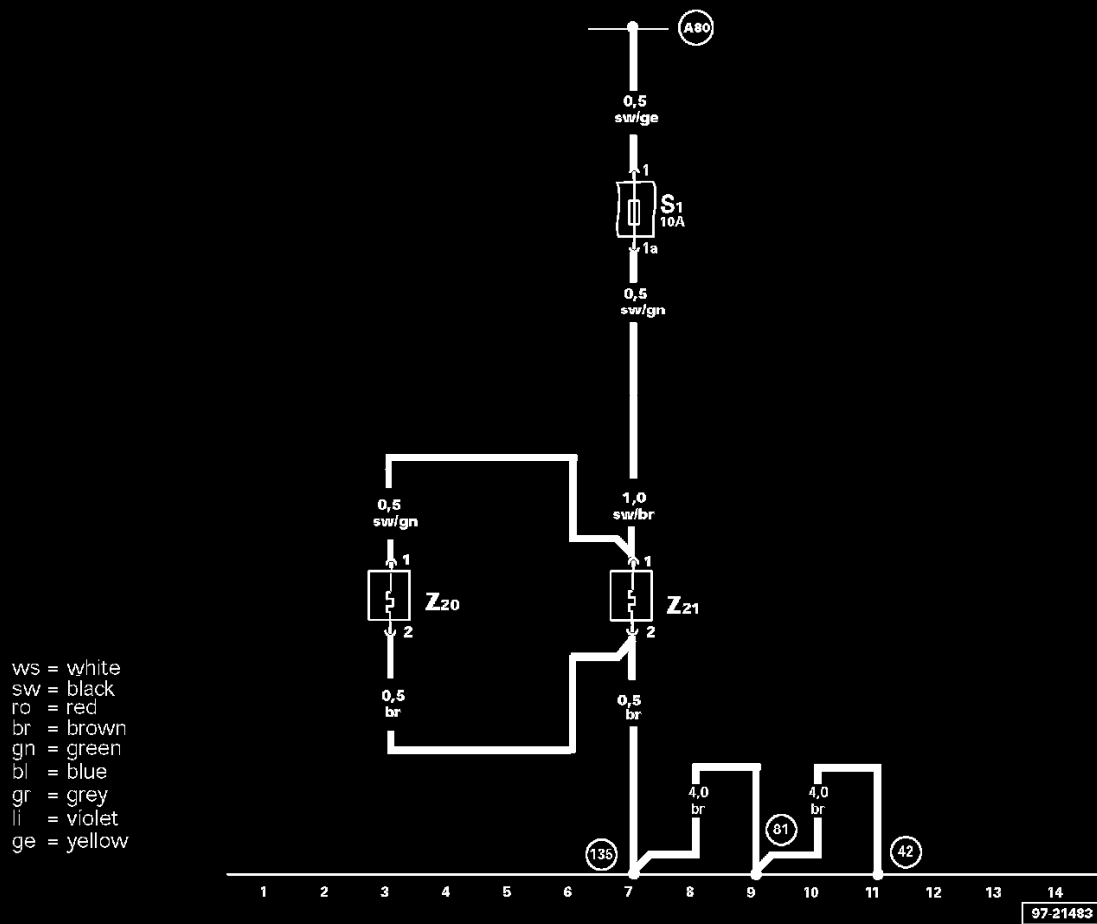 A80
0,5
sw/ge
1
S1
10A
1a
0,5
sw/gn
0,5
sw/gn
1,0
sw/br
1
1
Z20
Z21
2
2
0,5
br
0,5
br
ws = white
sw = black
ro = red
br = brown
gn = green
bl = blue
gr = grey
li = violet
ge = yellow
4,0
br
4,0
br
135
81
42
1 2 3 4 5 6 7 8 9 10 11 12 13 14
97-21483